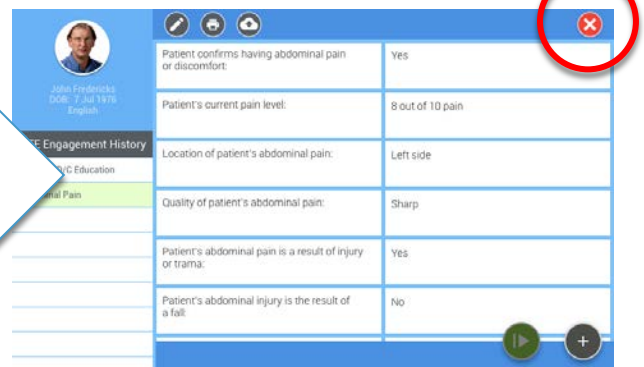 John Fredericks
DOB: 7 Jul 1976
English
Engagement History
D/C Education
Pain
Patient confirms having abdominal pain
or discomfort:
Yes
Patient's current pain level:
8 out of 10 pain
Location of patient's abdominal pain:
Left side
Quality of patient's abdominal pain:
Sharp
Patient's abdominal pain is a result of injury
or trama:
Yes
Patient's abdominal injury is the result of
a fall:
No